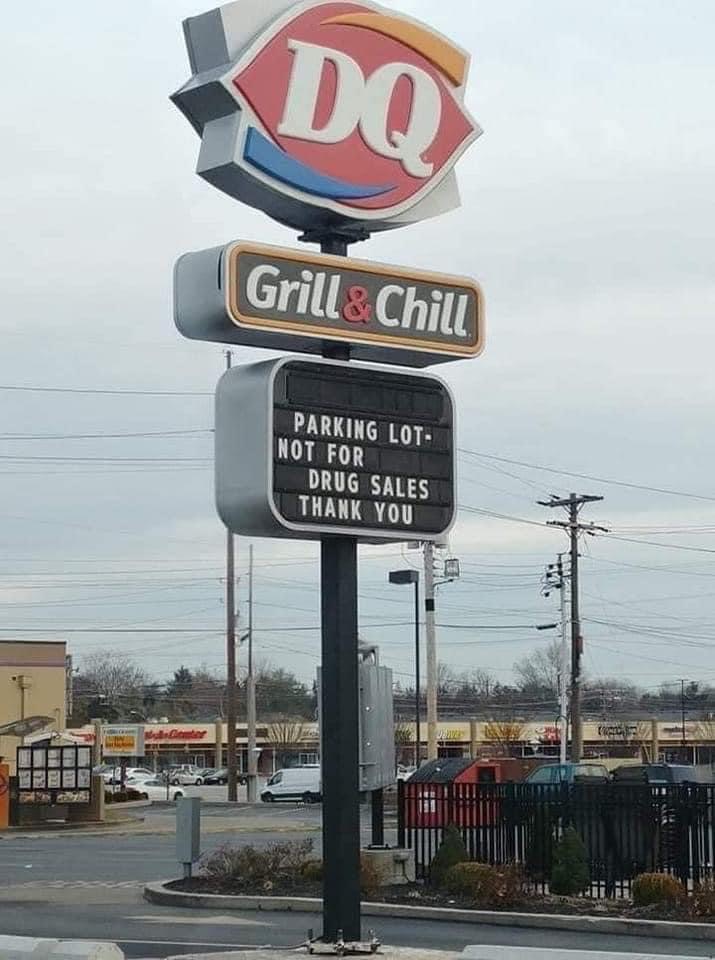 DQ
Grill & Chill
PARKING LOT-
NOT FOR
DRUG SALES
THANK YOU